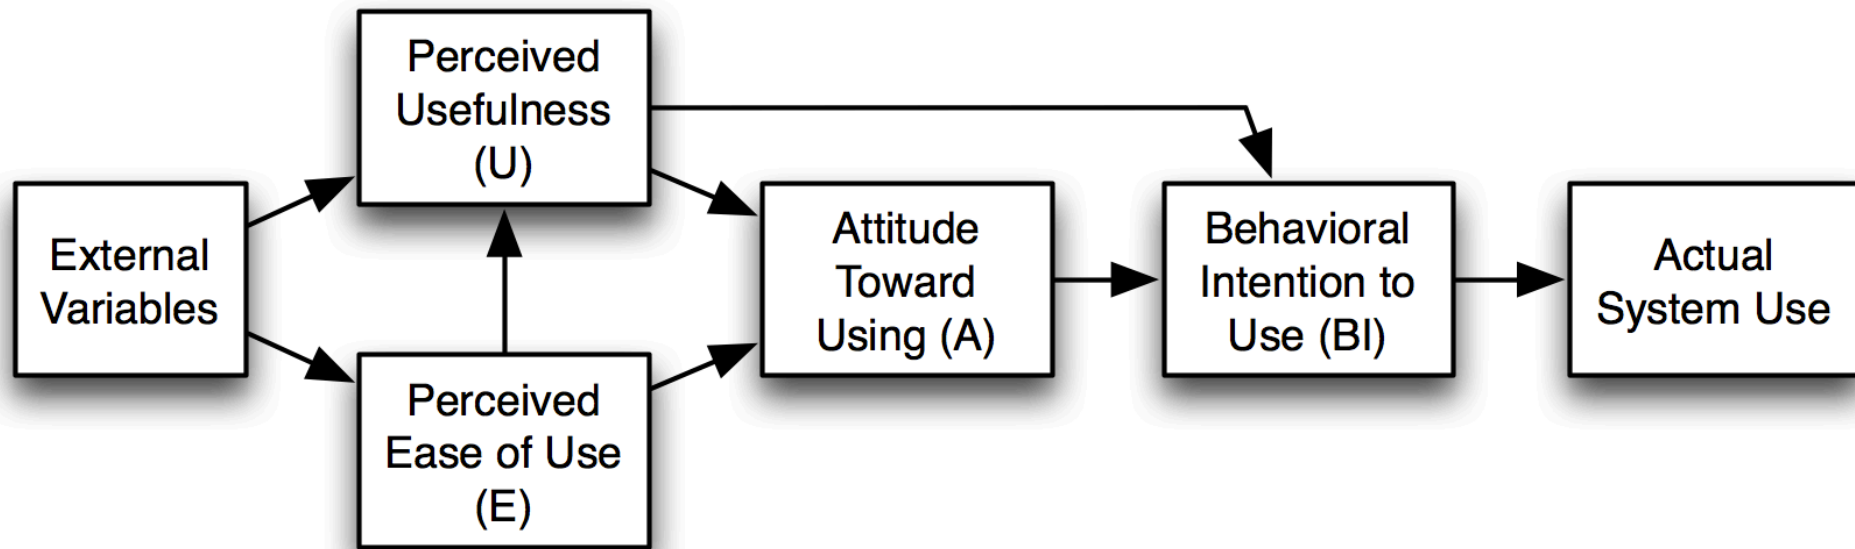 External
Variables
Perceived
Usefulness
(U)
Perceived
Ease of Use
(E)
Attitude
Toward
Using (A)
Behavioral
Intention to
Use (BI)
Actual
System Use